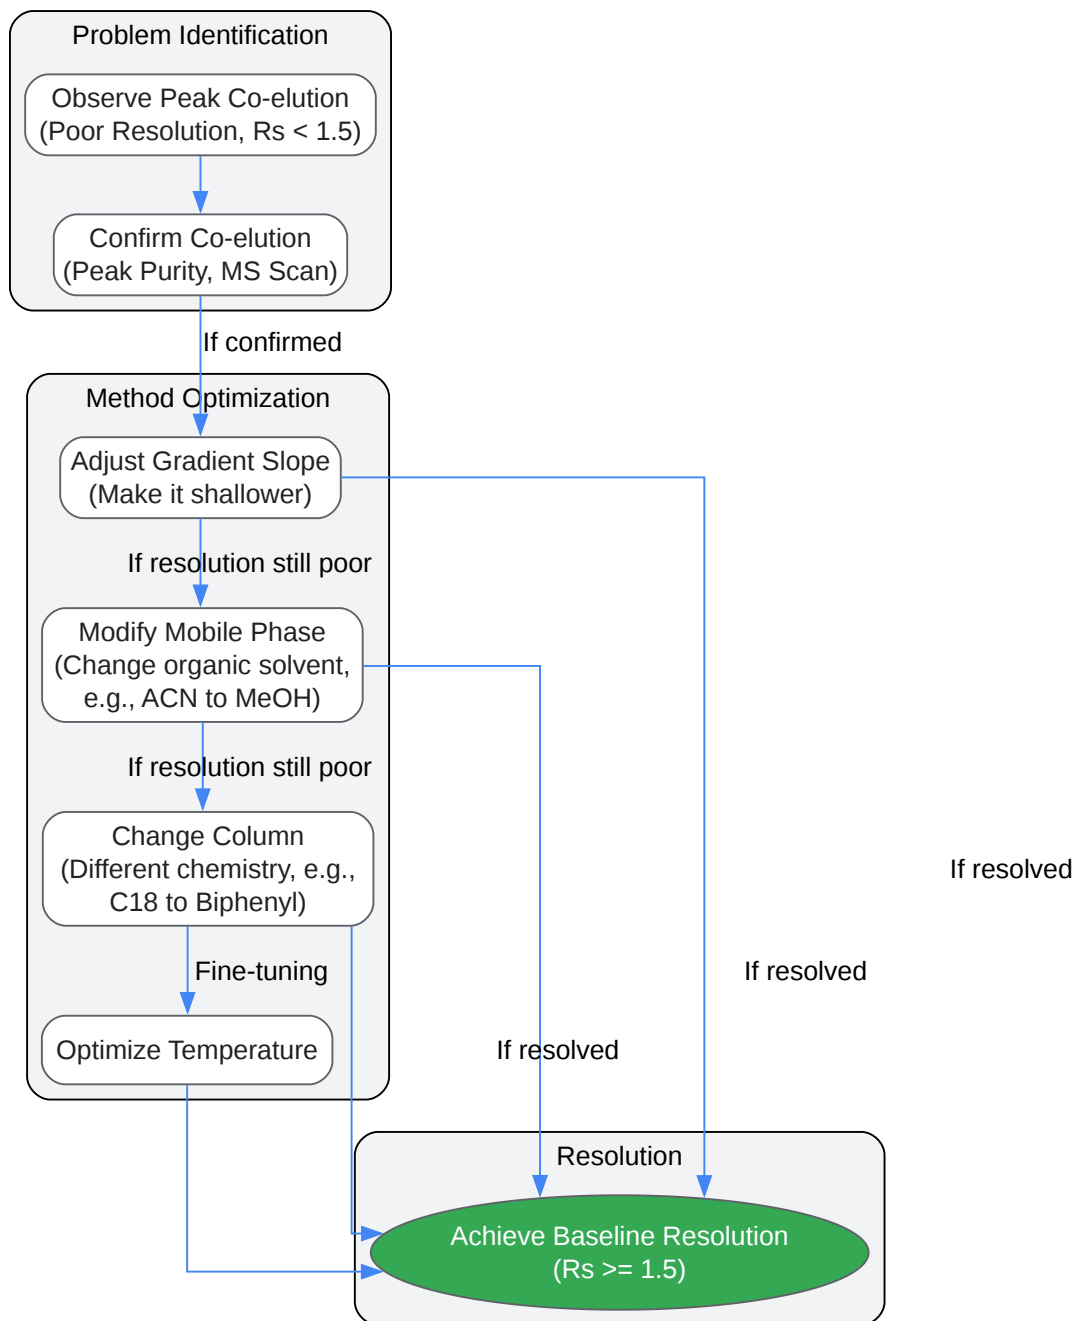 Problem Identification
Observe Peak Co-elution
(Poor Resolution, Rs < 1.5)
Confirm Co-elution
(Peak Purity, MS Scan)
If confirmed
Method Optimization
Adjust Gradient Slope
(Make it shallower)
If resolution still poor
Modify Mobile Phase
(Change organic solvent,
e.g., ACN to MeOH)
If resolution still poor
Change Column
(Different chemistry, e.g.,
C18 to Biphenyl)
If resolved
Fine-tuning
If resolved
Optimize Temperature
If resolved
Resolution
Achieve Baseline Resolution
(Rs >= 1.5)